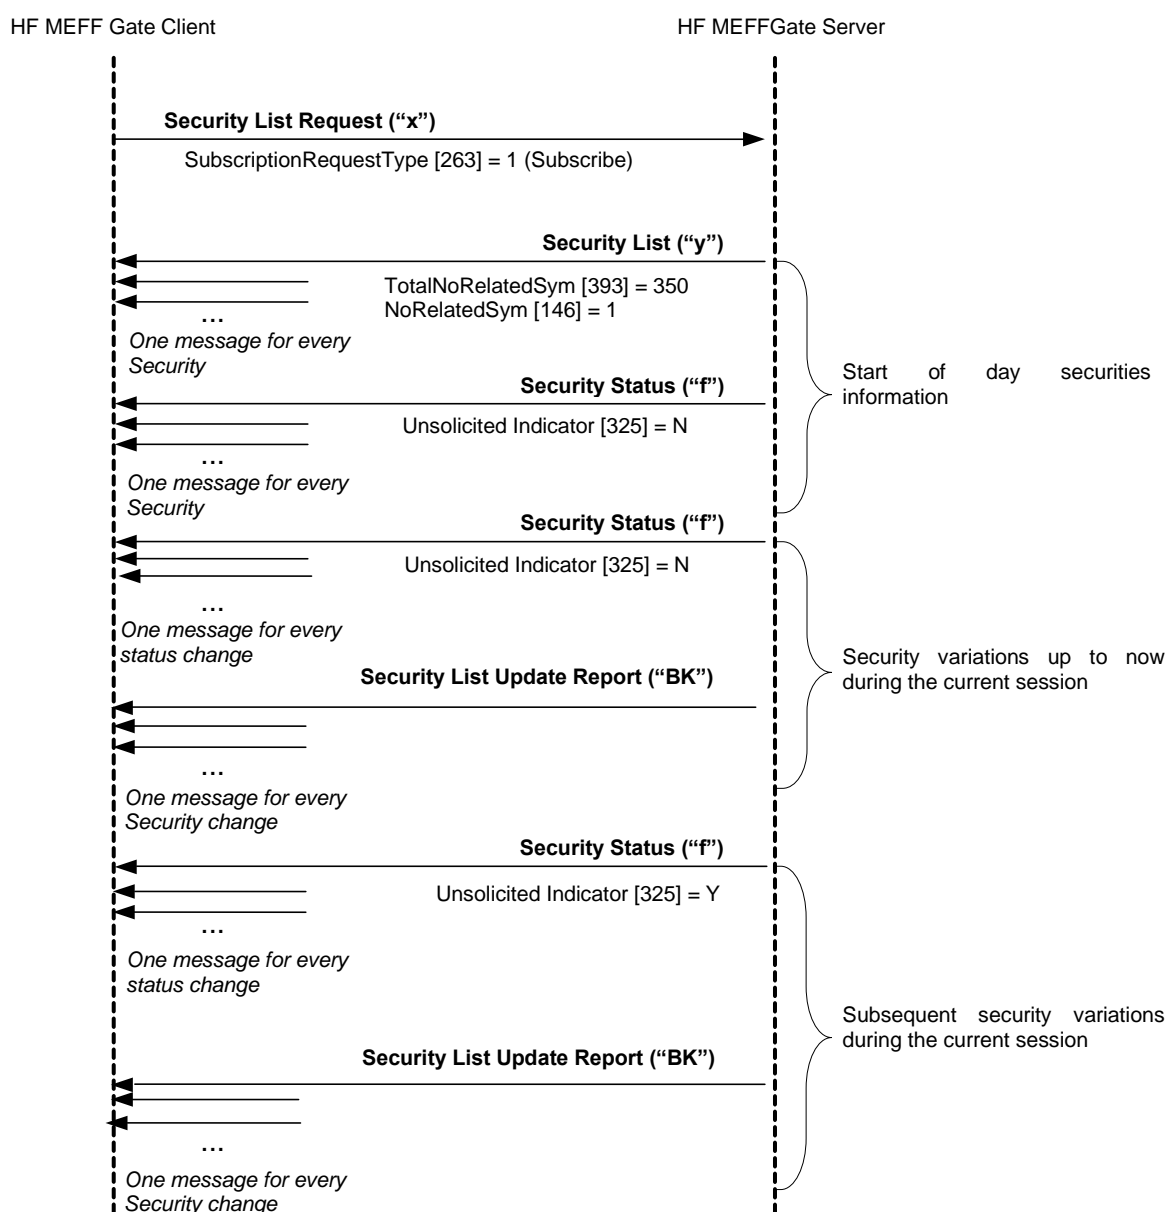 HF MEFF Gate Client
HF MEFFGate Server
Security List Request (“x”)
SubscriptionRequestType [263] = 1 (Subscribe)
Security List (“y”)
TotalNoRelatedSym [393] = 350
NoRelatedSym [146] = 1
...
One message for every
Security
Start of day securities
information
Security Status (“f”)
Unsolicited Indicator [325] = N
...
One message for every
Security
Security Status (“f”)
Unsolicited Indicator [325] = N
...
One message for every
status change
Security variations up to now
during the current session
Security List Update Report (“BK”)
...
One message for every
Security change
Security Status (“f”)
Unsolicited Indicator [325] = Y
...
One message for every
status change
Subsequent security variations
during the current session
Security List Update Report (“BK”)
...
One message for every
Security change